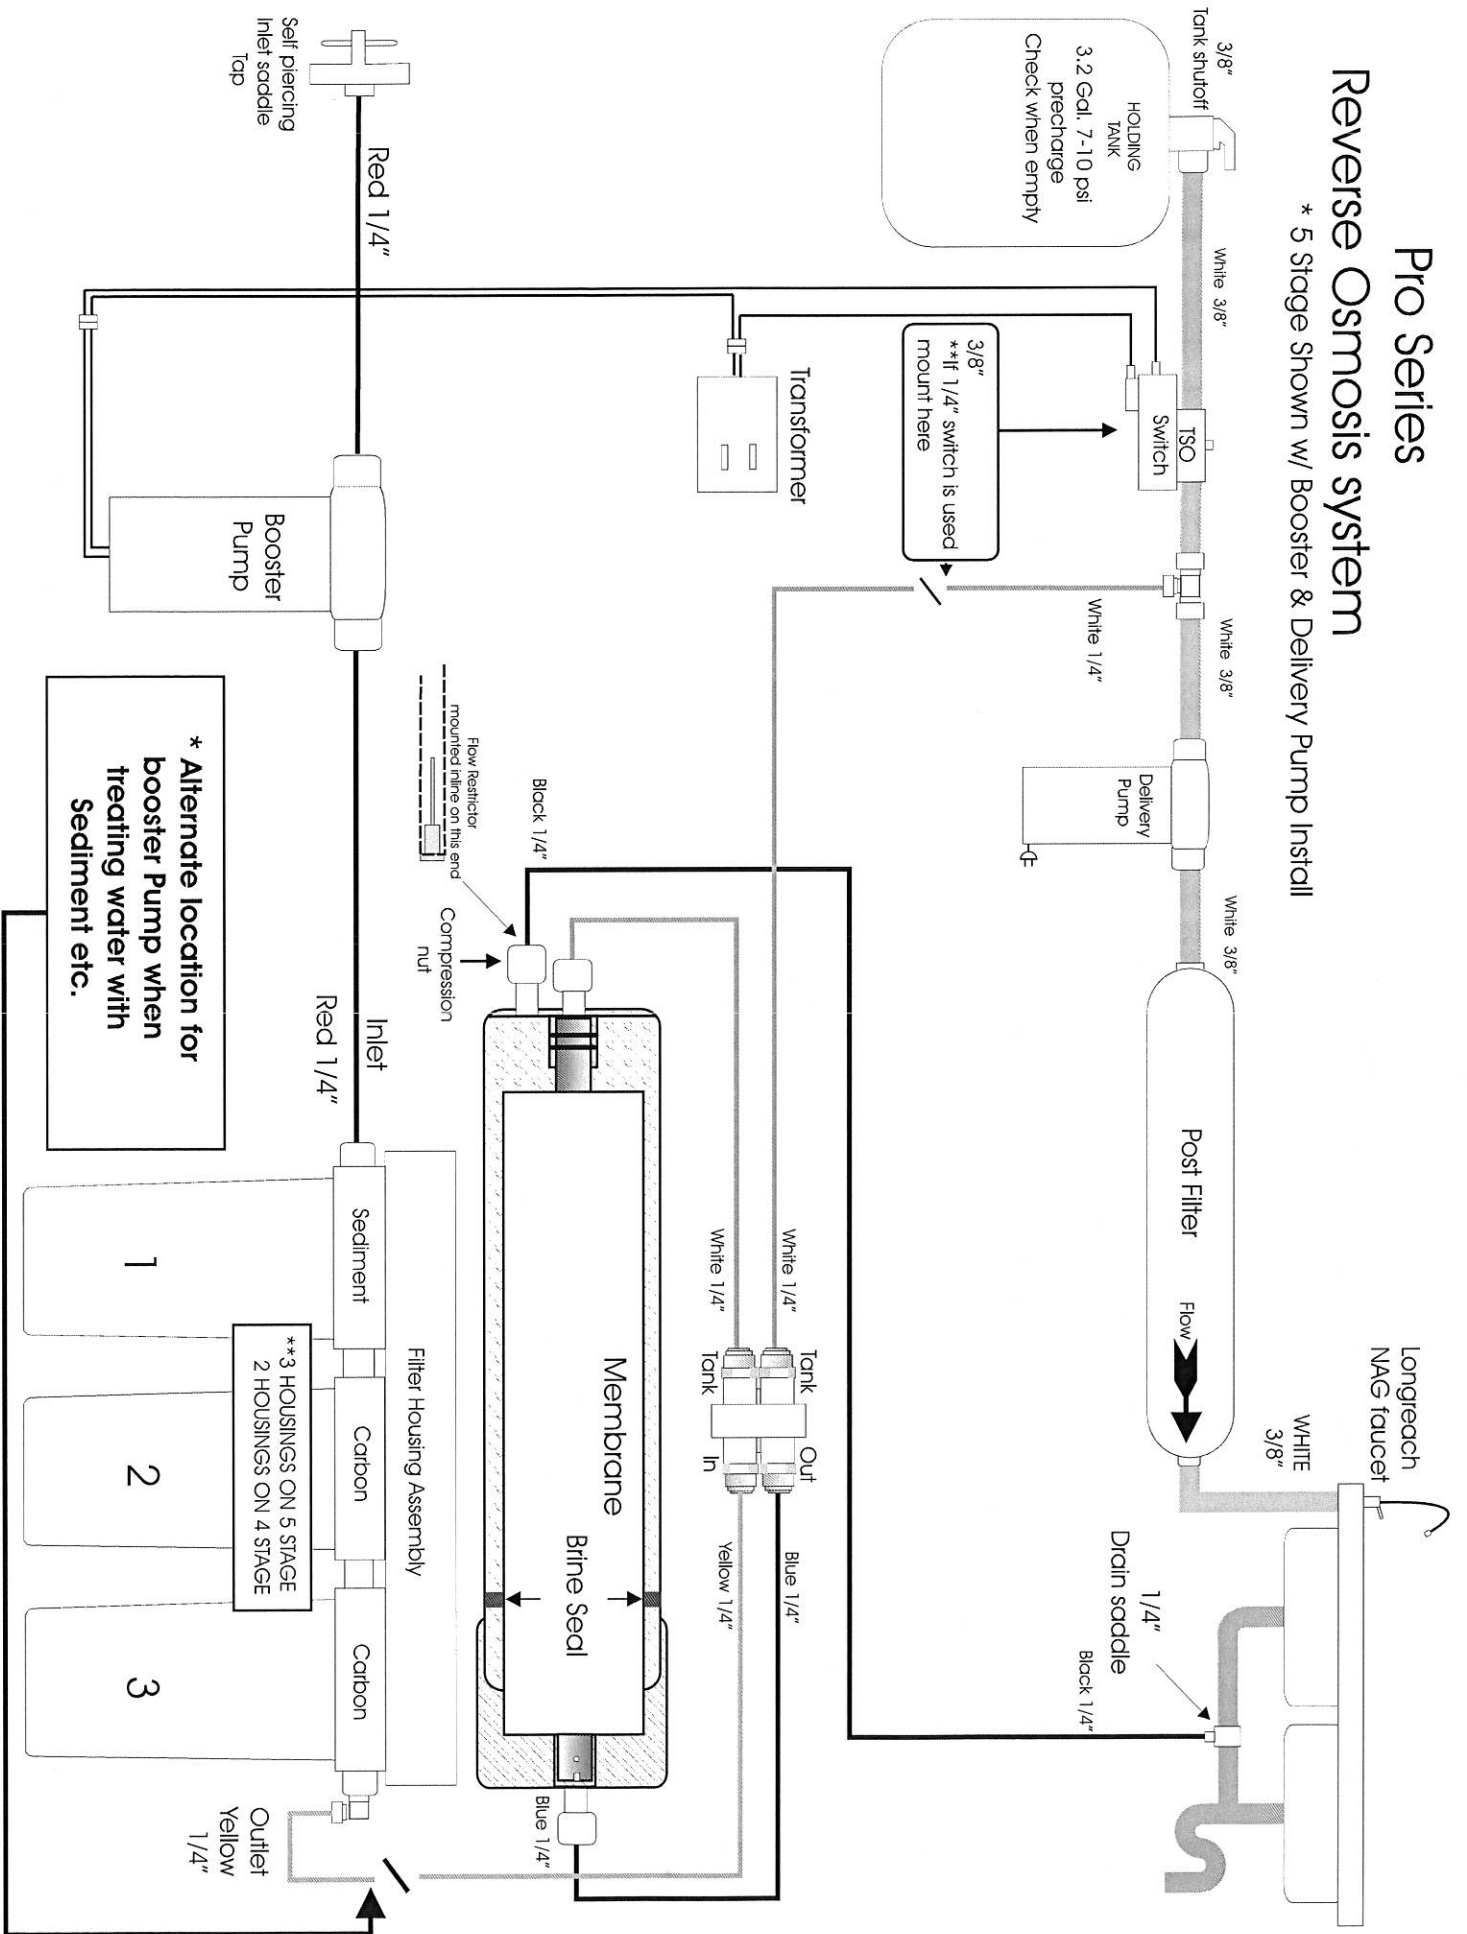 Pro Series
Reverse Osmosis system
* 5 Stage Shown w/ Booster & Delivery Pump Install
3/8"
Tank shutoff
HOLDING
TANK
3.2 Gal. 7-10 psi
precharge
Check when empty
White 3/8"
TSO
Switch
White 3/8"
Delivery
Pump
White 3/8"
Post Filter
Flow
WHITE
3/8"
Longreach
NAG faucet
1/4"
Drain saddle
Black 1/4"
3/8"
**If 1/4" switch is used
mount here
White 1/4"
Transformer
Self piercing
Inlet saddle
Tap
Red 1/4"
Booster
Pump
Flow Restrictor
mounted inline on this end
Black 1/4"
Compression
nut
White 1/4"
White 1/4"
Tank
Tank
Out
In
Blue 1/4"
Yellow 1/4"
Membrane
Brine Seal
Blue 1/4"
Inlet
Red 1/4"
Filter Housing Assembly
Sediment
Carbon
Carbon
**3 HOUSINGS ON 5 STAGE
2 HOUSINGS ON 4 STAGE
1
2
3
Outlet
Yellow
1/4"
* Alternate location for
booster Pump when
treating water with
Sediment etc.